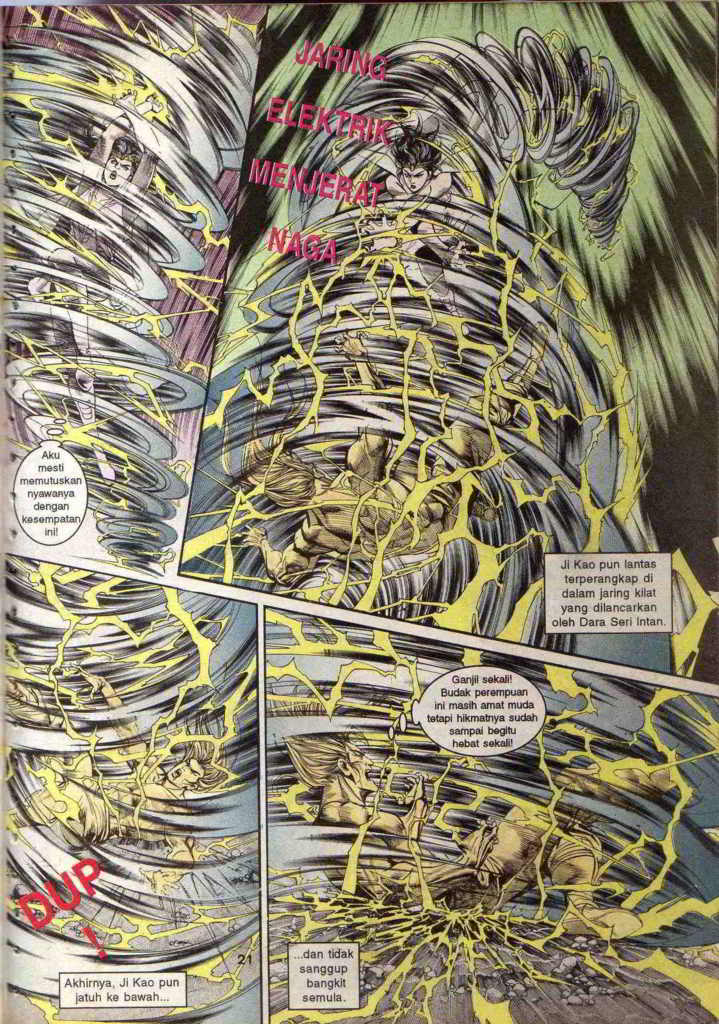 Aku
mesti
memutuskan
nyawanya
dengan
kesempatan
ini!
JARING
ELEKTRIK
MENJERAT
NAGA
Ji Kao pun lantas
terperangkap di
dalam jaring kilat
yang dilancarkan
oleh Dara Seri Intan.
DUP
!
Akhirnya, Ji Kao pun
jatuh ke bawah...
21
Ganjil sekali!
Budak perempuan
ini masih amat muda
tetapi hikmatnya sudah
sampai begitu
hebat sekali!
...dan tidak
sanggup
bangkit
semula.